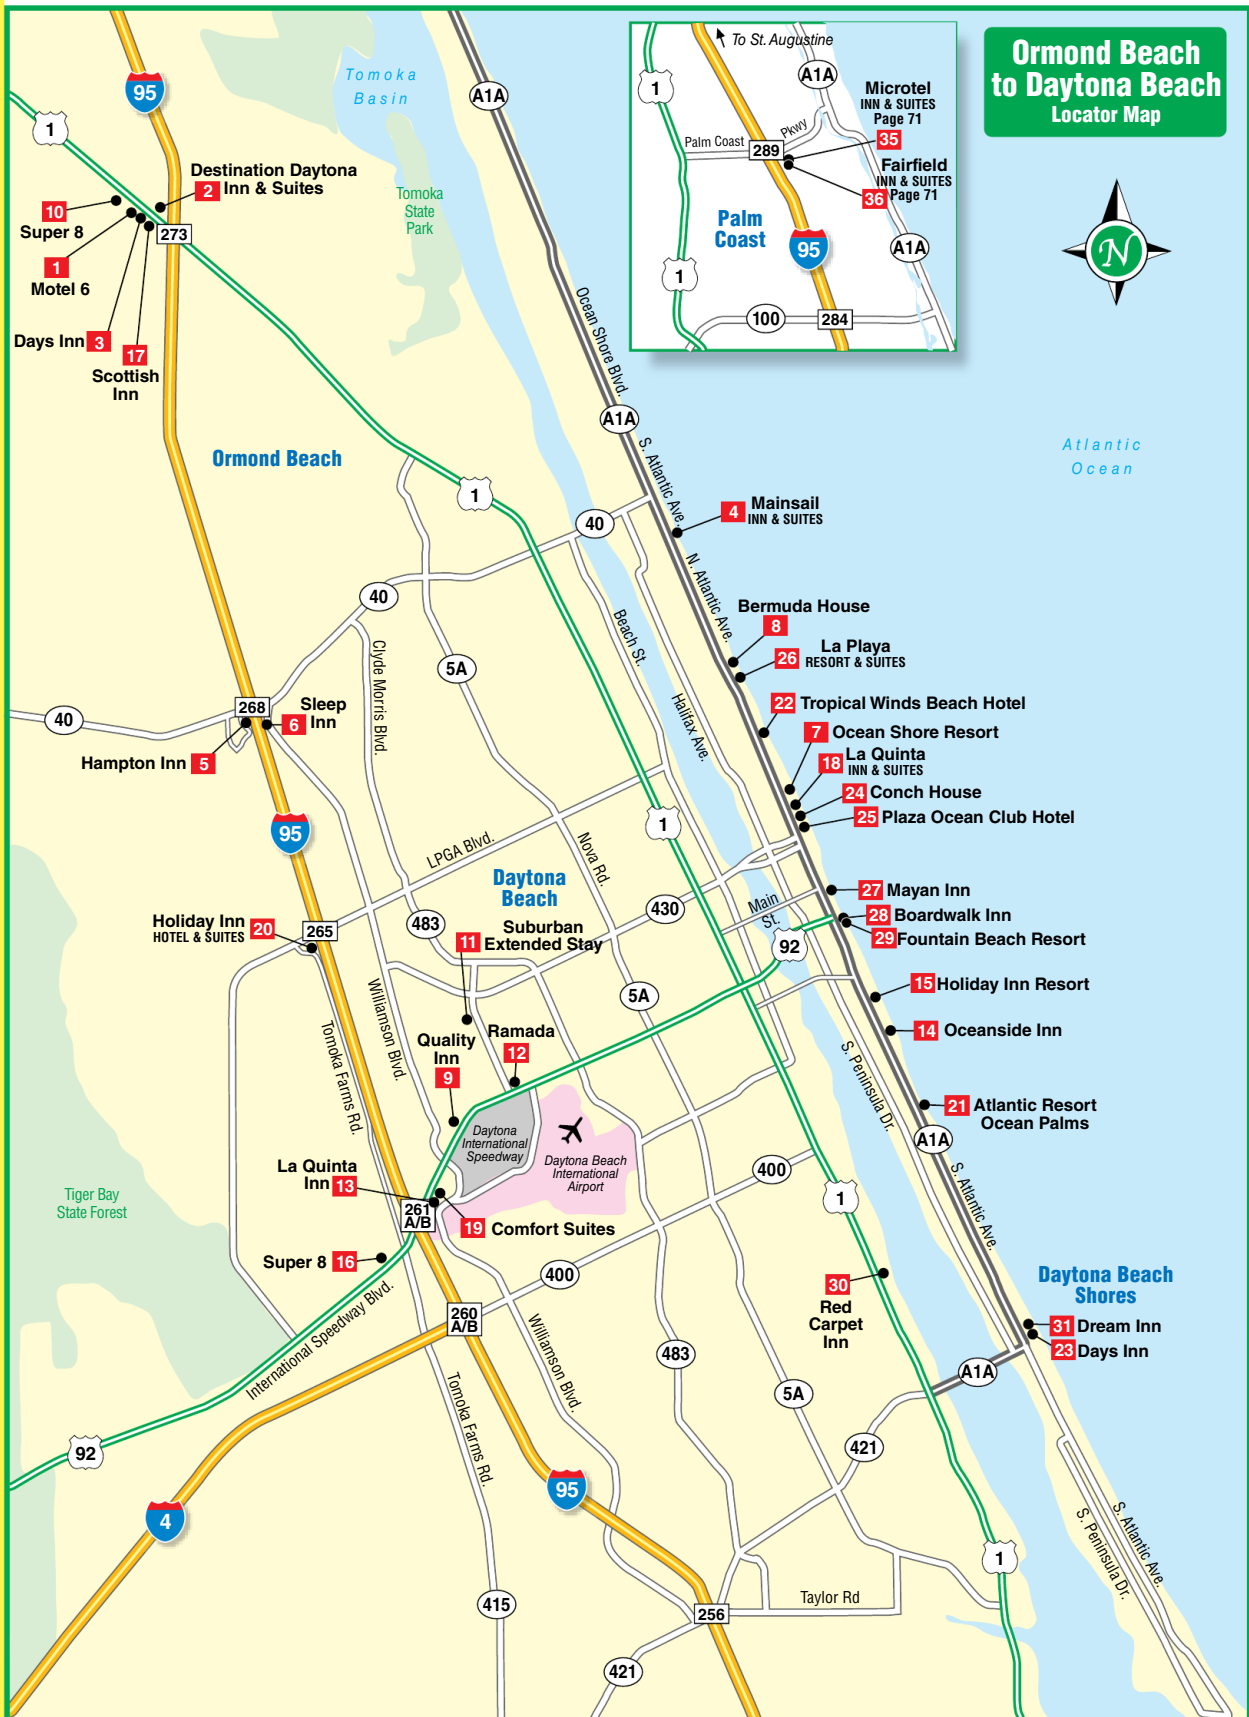 Ormond Beach
to Daytona Beach
Locator Map
To St. Augustine
A1A
1
Microtel
INN & SUITES
Page 71
35
Palm Coast Pkwy
289
Fairfield
INN & SUITES
Page 71
36
Palm
Coast
95
A1A
1
100
284
N
95
1
Tomoka
Basin
A1A
Destination Daytona
2 Inn & Suites
Tomoka
State
Park
10
Super 8
273
1
Motel 6
Days Inn 3
17
Scottish
Inn
Ocean Shore Blvd.
A1A
Atlantic
Ocean
Ormond Beach
S. Atlantic Ave.
1
40
4 Mainsail
INN & SUITES
N. Atlantic Ave.
40
Beach St.
Bermuda House
8
26 La Playa
RESORT & SUITES
Clyde Morris Blvd.
5A
Halifax Ave.
22 Tropical Winds Beach Hotel
40
268
Sleep
6 Inn
7 Ocean Shore Resort
18 La Quinta
INN & SUITES
Hampton Inn 5
24 Conch House
25 Plaza Ocean Club Hotel
95
1
LPGA Blvd.
Nova Rd.
Daytona
Beach
27 Mayan Inn
Main
St.
430
483
Holiday Inn
HOTEL & SUITES
20
265
Suburban
11 Extended Stay
28 Boardwalk Inn
29 Fountain Beach Resort
92
15 Holiday Inn Resort
5A
Williamson Blvd.
Tomoka Farms Rd.
Quality
Inn
9
Ramada
12
14 Oceanside Inn
S. Peninsula Dr.
21 Atlantic Resort
Ocean Palms
Daytona
International
Speedway
Daytona Beach
International
Airport
A1A
La Quinta
Inn 13
400
S. Atlantic Ave.
Tiger Bay
State Forest
261
A/B
19 Comfort Suites
1
Super 8 16
400
30
Red
Carpet
Inn
Daytona Beach
Shores
International Speedway Blvd.
260
A/B
31 Dream Inn
23 Days Inn
Williamson Blvd.
483
A1A
Tomoka Farms Rd.
5A
421
92
95
4
S. Atlantic Ave.
S. Peninsula Dr.
1
Taylor Rd
415
256
421